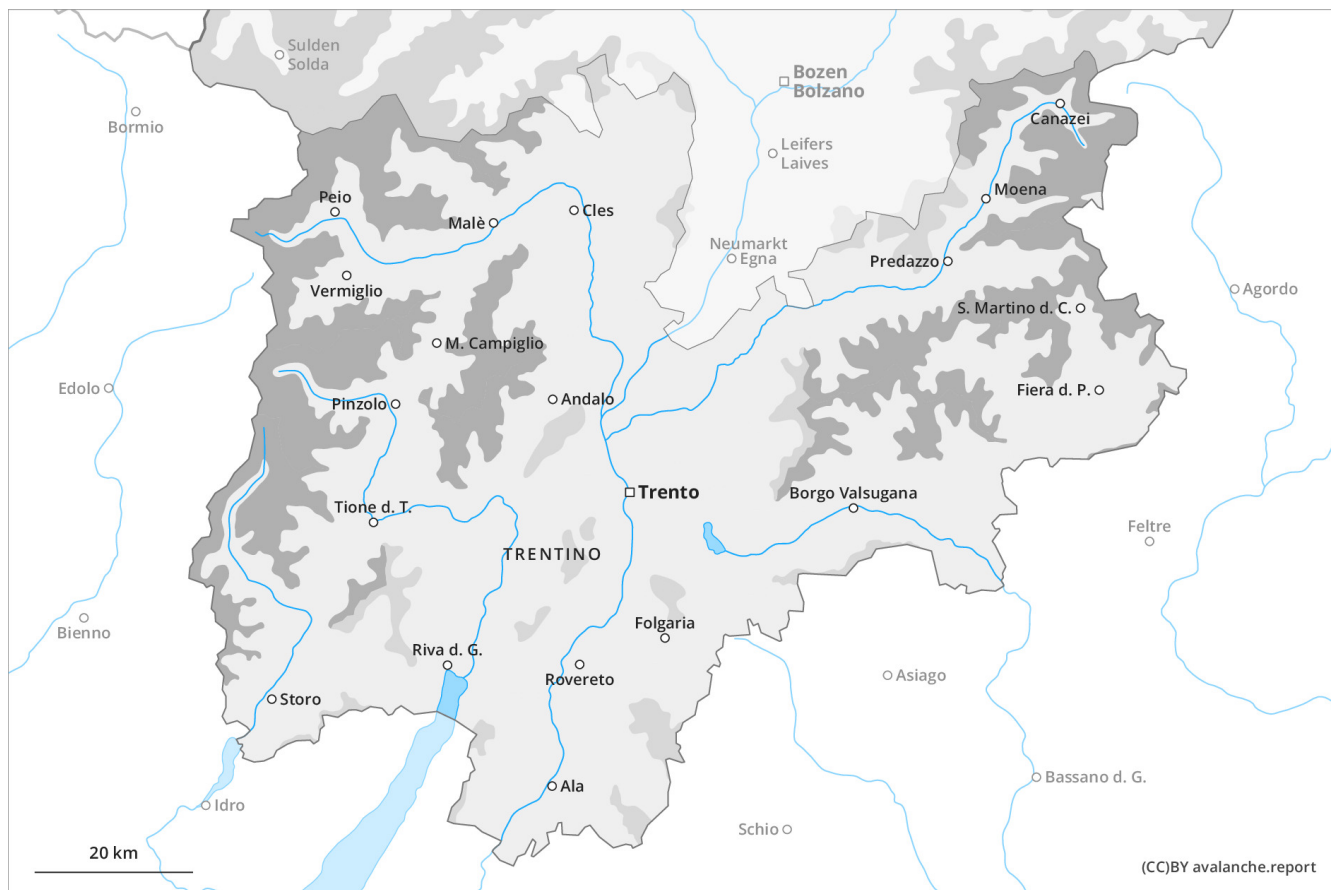 Sulden
Solda
Bozen
Bolzano
Bormio
Canazei
Leifers
Laives
Peio
Moena
Malè
Cles
Neumarkt
Egna
Predazzo
Vermiglio
Agordo
S. Martino d. C.
M. Campiglio
Edolo
Andalo
Fiera d. P.
Pinzolo
Trento
Borgo Valsugana
Tione d. T.
Feltre
TRENTINO
Bienno
Folgaria
Riva d. G.
Rovereto
Asiago
Storo
Bassano d. G.
Ala
Idro
Schio
20 km
(CC)BY avalanche.report